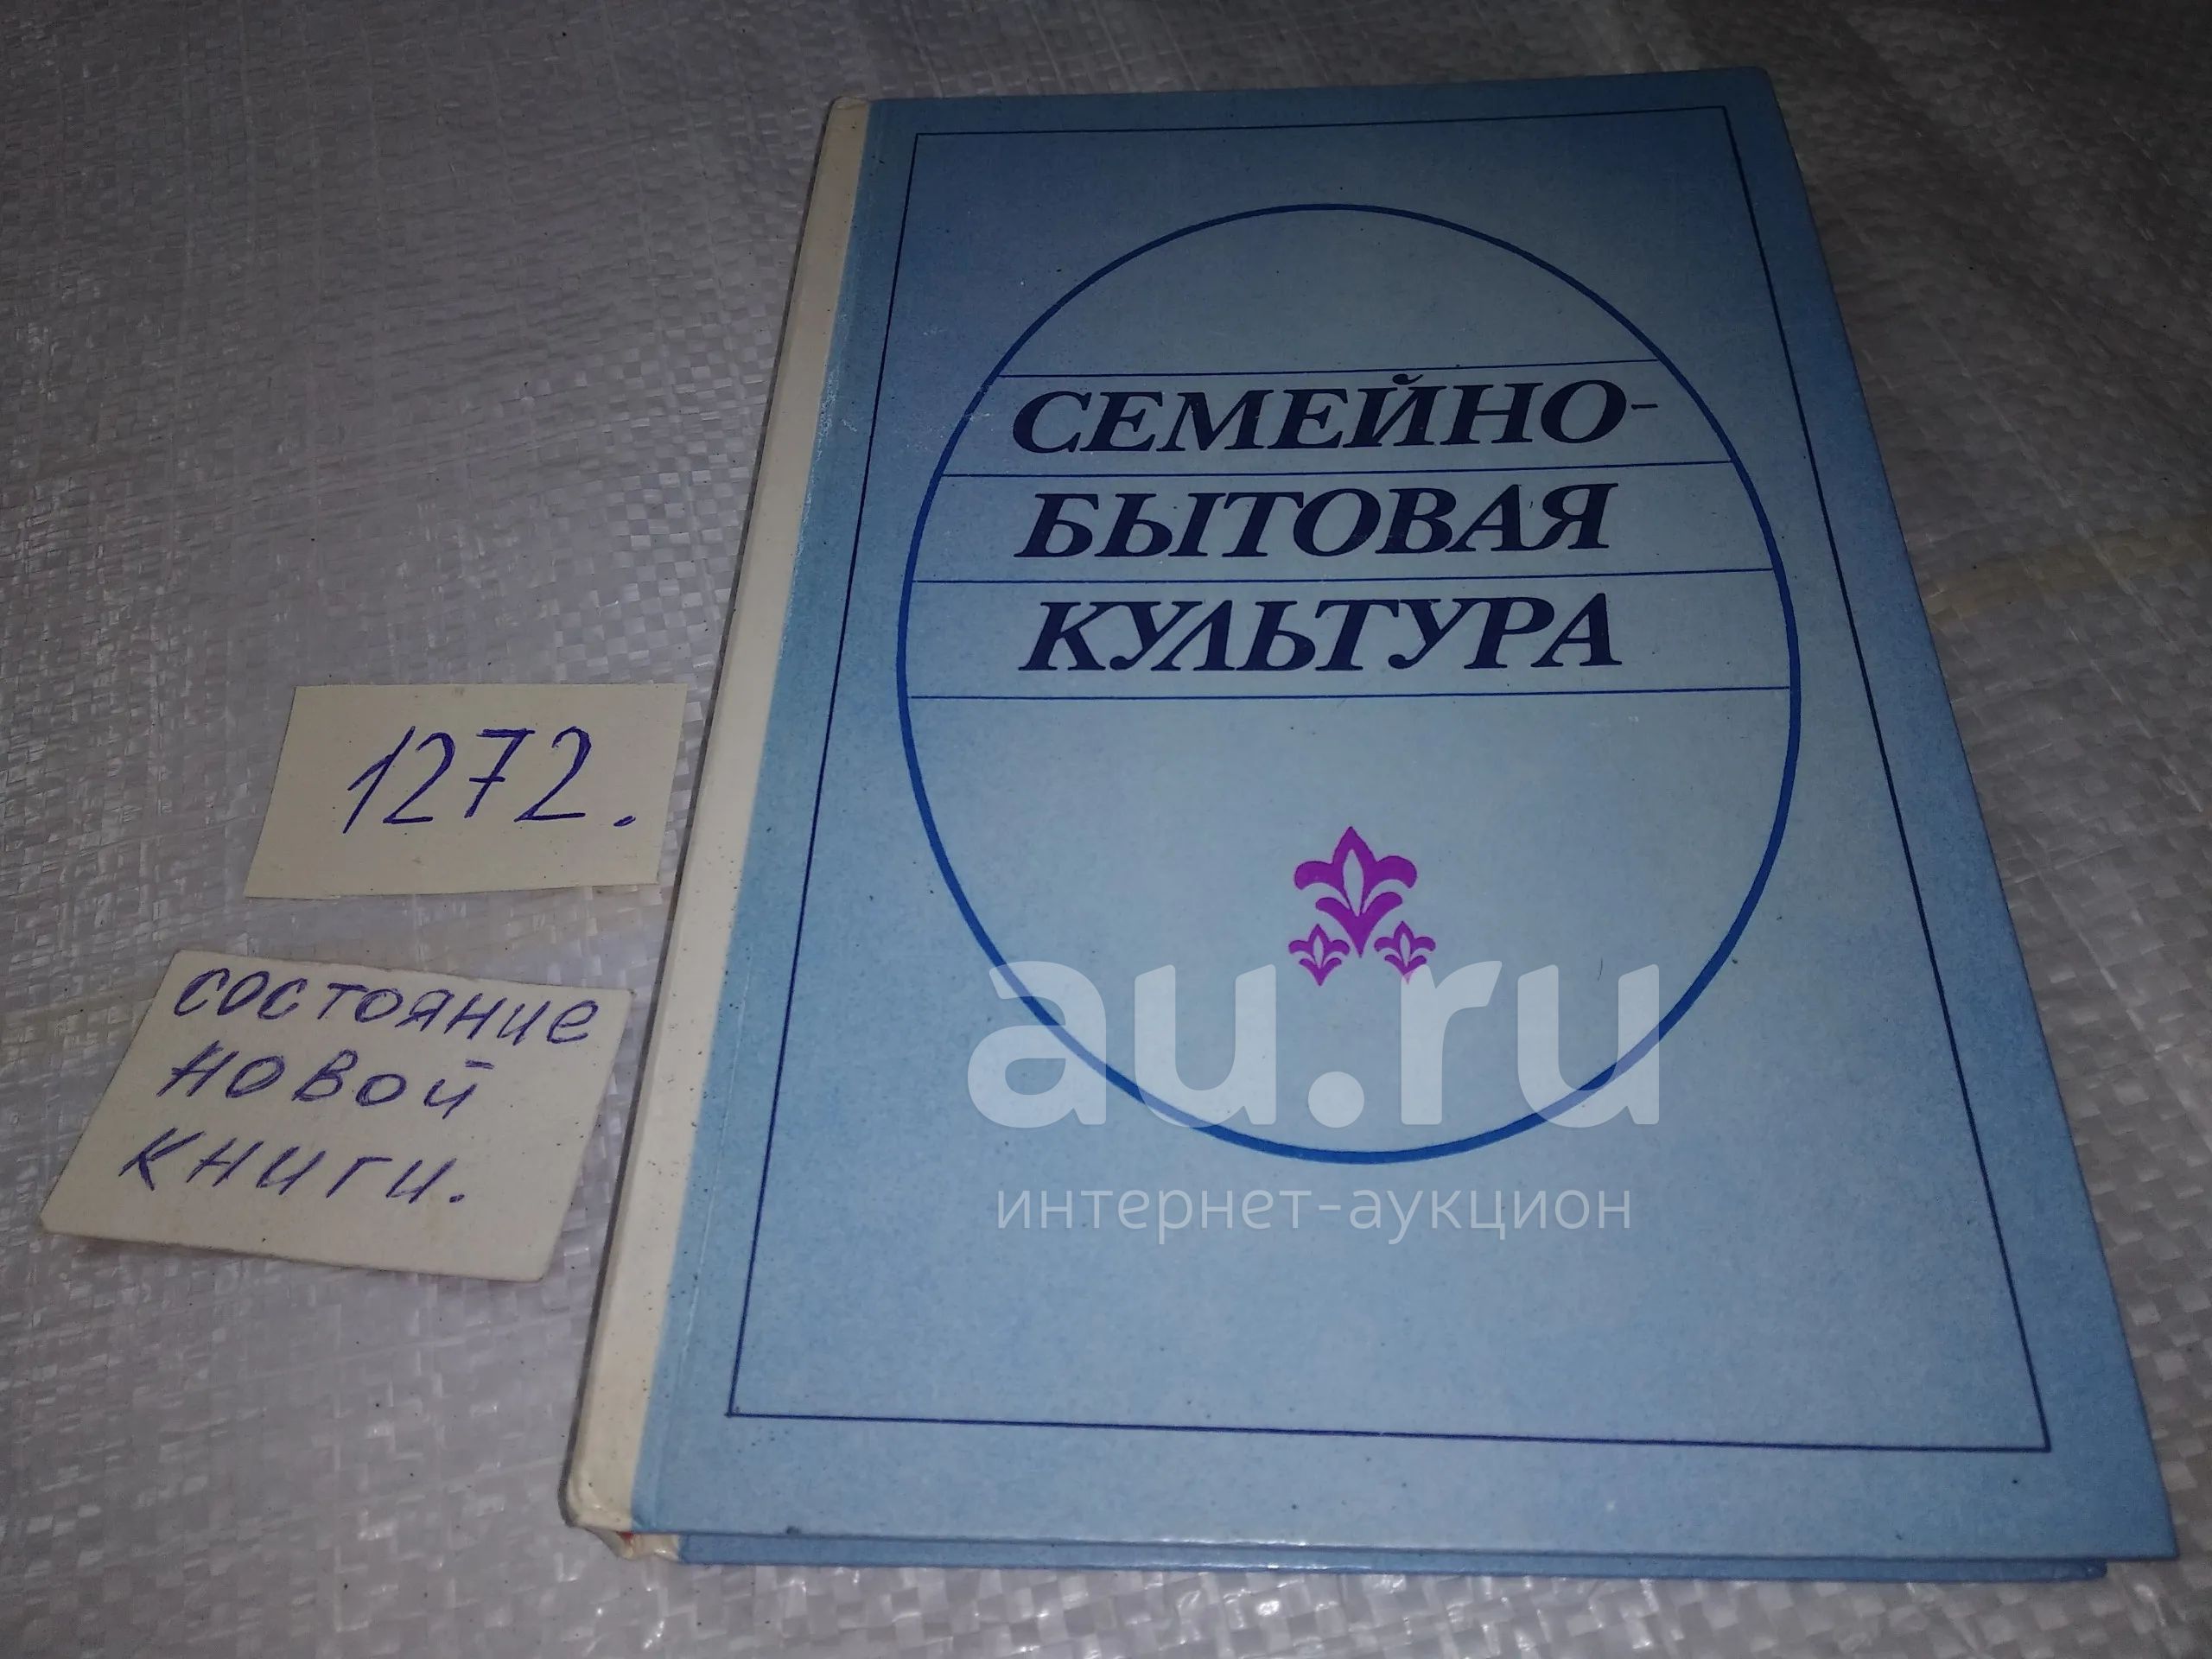 СЕМЕЙНО-
БЫТОВАЯ
КУЛЬТУРА
1272.
состояние
новой
книги.
au.ru
интернет-аукцион